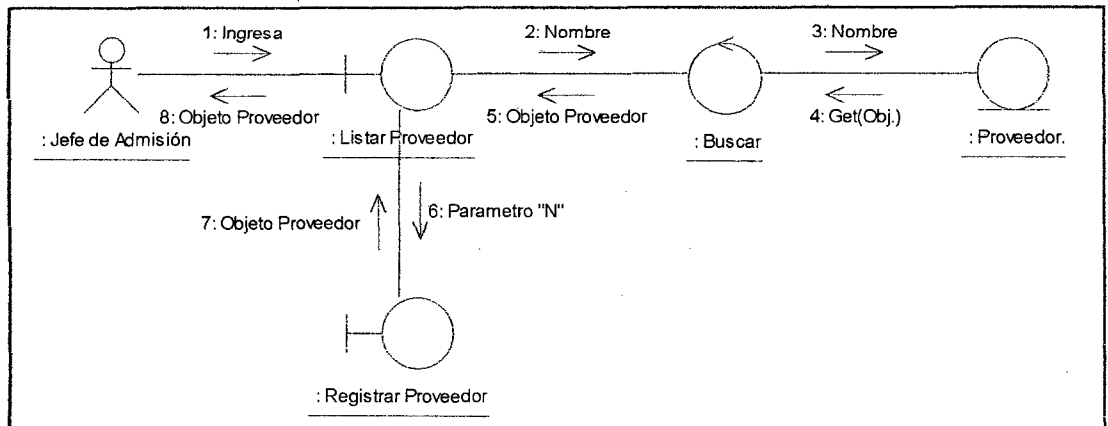 1: Ingresa
2: Nombre
3: Nombre
8: Objeto Proveedor
5: Objeto Proveedor
4: Get(Obj.)
: Jefe de Admisión
: Listar Proveedor
: Buscar
: Proveedor.
7: Objeto Proveedor
6: Parametro "N"
: Registrar Proveedor